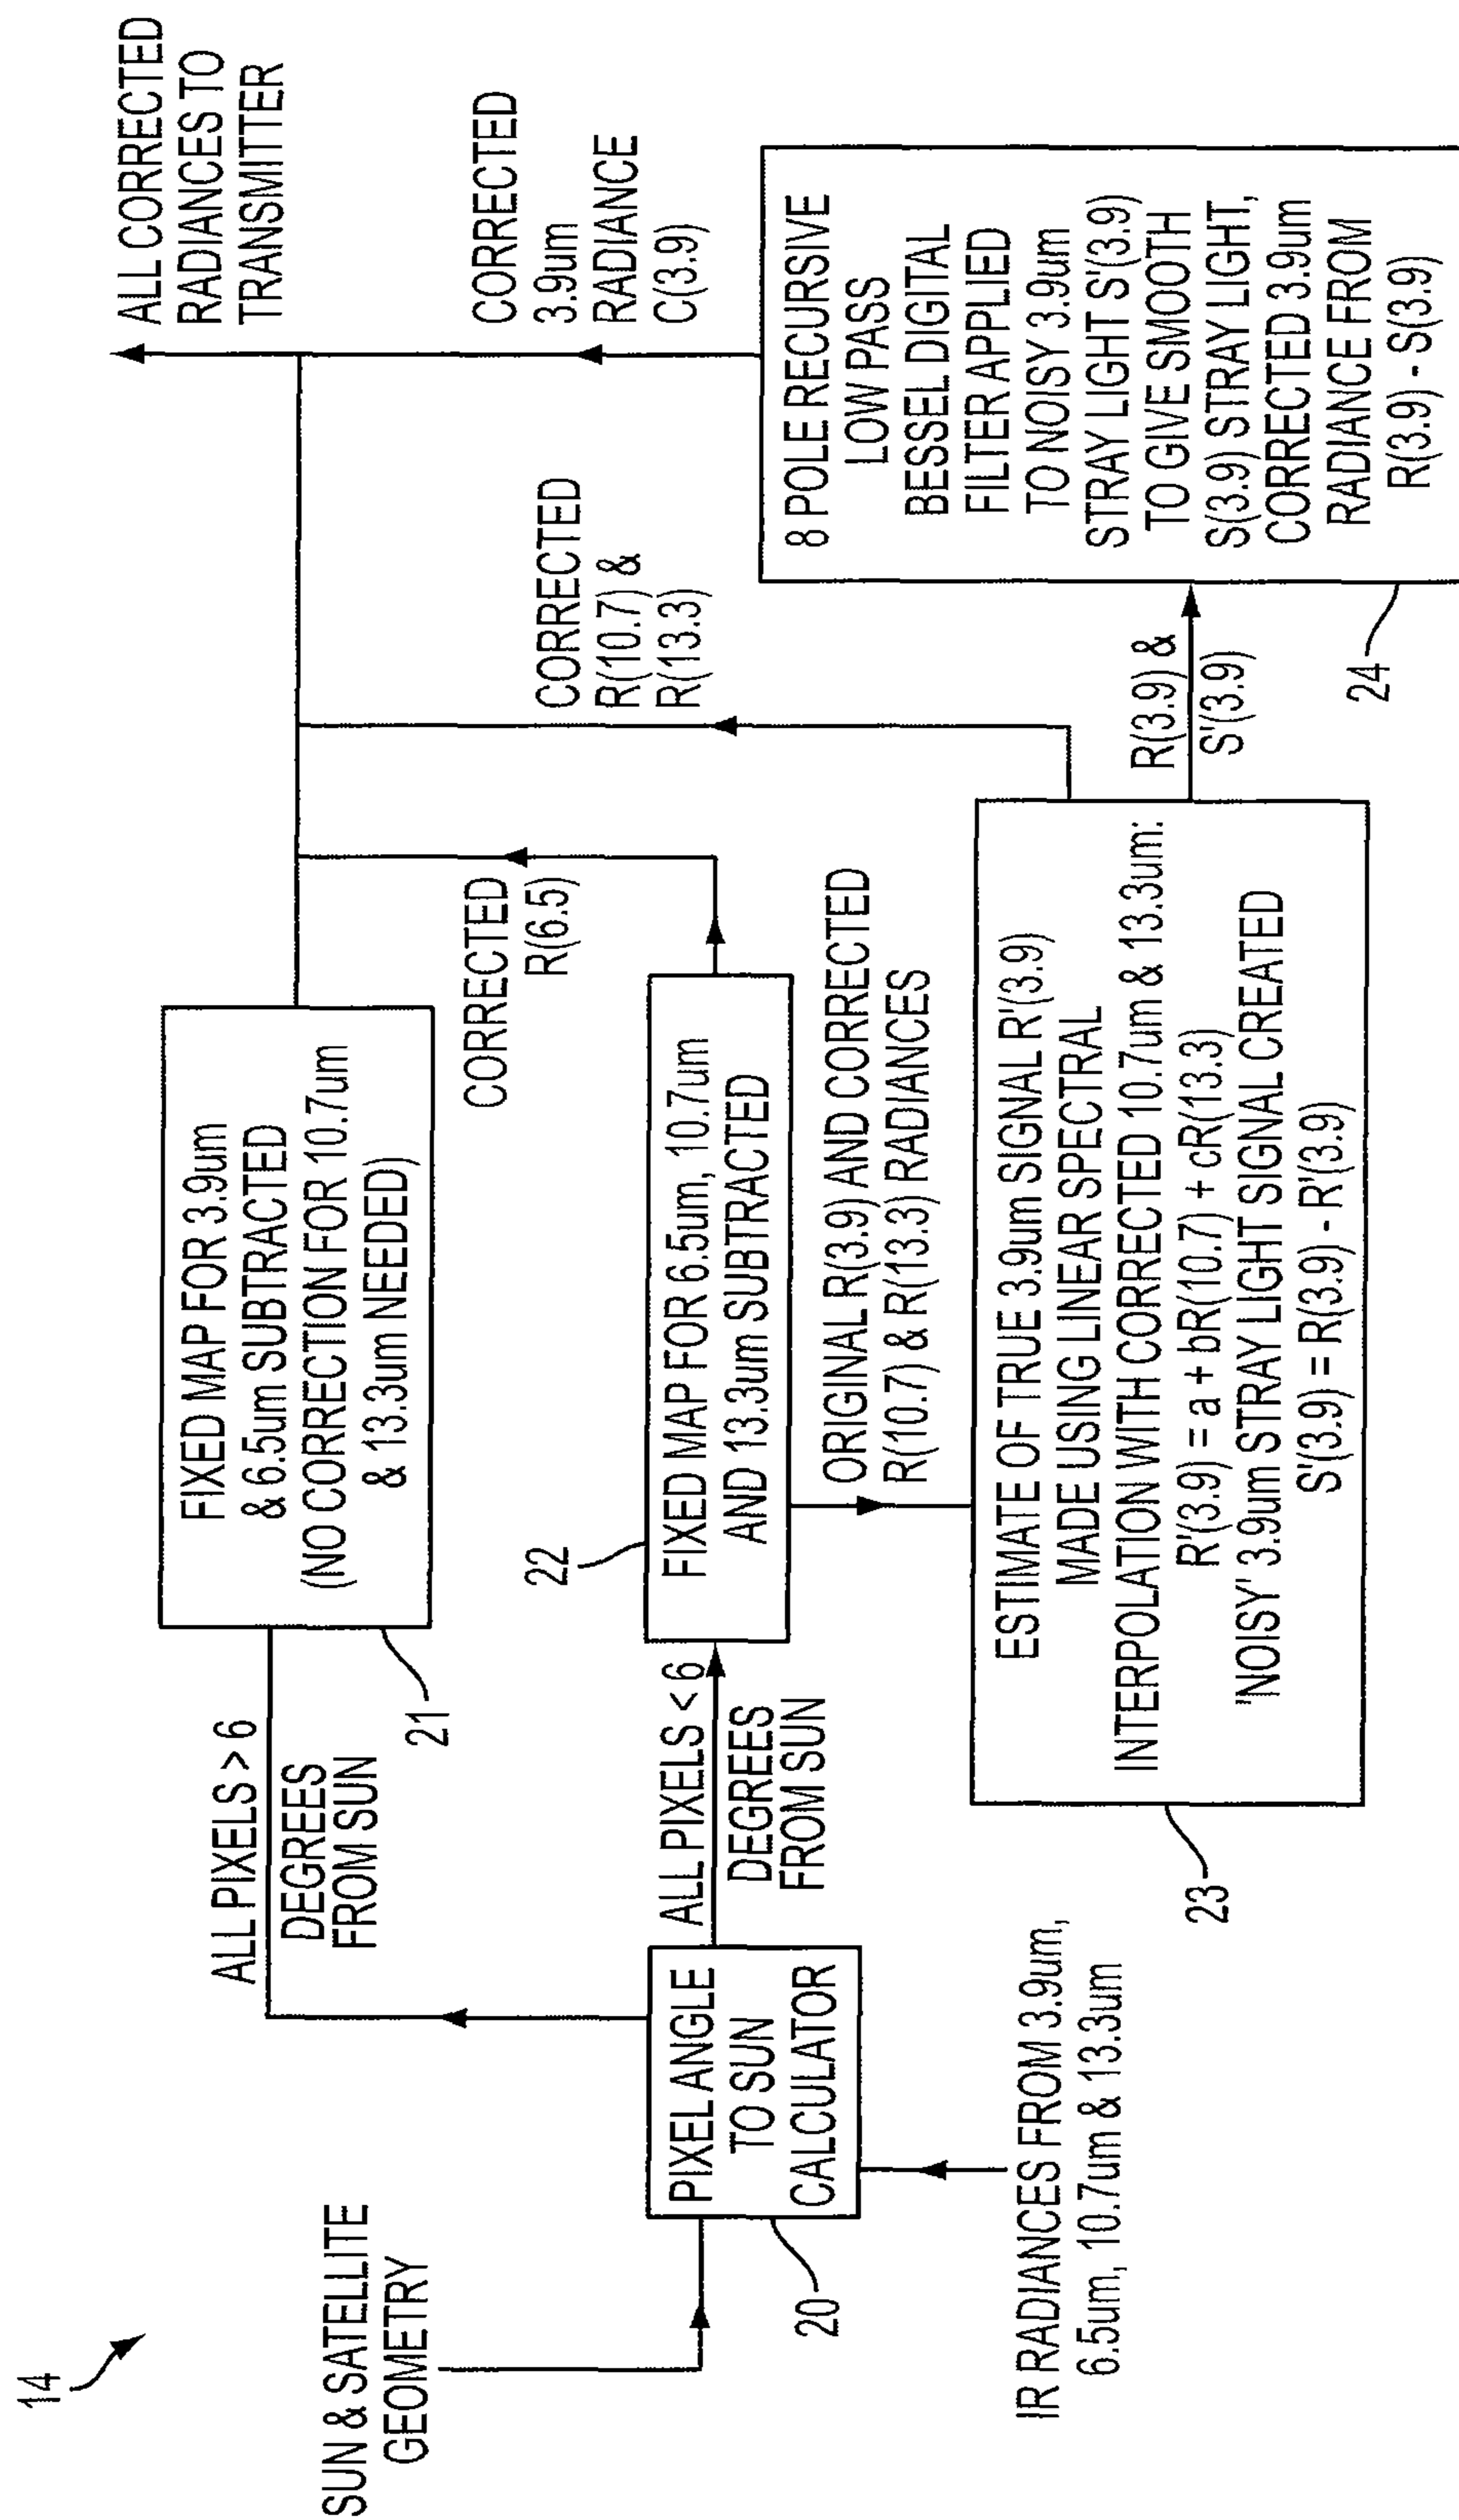 14
SUN & SATELLITE
GEOMETRY
20
PIXEL ANGLE
TO SUN
CALCULATOR
IR RADIANCES FROM 3.9um,
6.5um, 10.7um & 13.3um
ALL PIXELS > 6
DEGREES
FROM SUN
ALL PIXELS < 6
DEGREES
FROM SUN
21
FIXED MAP FOR 3.9um
& 6.5um SUBTRACTED
(NO CORRECTION FOR 10.7um
& 13.3um NEEDED)
22
FIXED MAP FOR 6.5um, 10.7um
AND 13.3um SUBTRACTED
CORRECTED
R(6.5)
ORIGINAL R(3.9) AND CORRECTED
R(10.7) & R(13.3) RADIANCES
23
ESTIMATE OF TRUE 3.9um SIGNAL R'(3.9)
MADE USING LINEAR SPECTRAL
INTERPOLATION WITH CORRECTED 10.7um & 13.3um:
R'(3.9) = a + bR(10.7) + cR(13.3)
'NOISY' 3.9um STRAY LIGHT SIGNAL CREATED
S'(3.9) = R(3.9) - R'(3.9)
CORRECTED
R(10.7) &
R(13.3)
R(3.9) &
S'(3.9)
24
8 POLE RECURSIVE
LOW PASS
BESSEL DIGITAL
FILTER APPLIED
TO NOISY 3.9um
STRAY LIGHT S'(3.9)
TO GIVE SMOOTH
S(3.9) STRAY LIGHT,
CORRECTED 3.9um
RADIANCE FROM
R(3.9) - S(3.9)
CORRECTED
3.9um
RADIANCE
C(3.9)
ALL CORRECTED
RADIANCES TO
TRANSMITTER